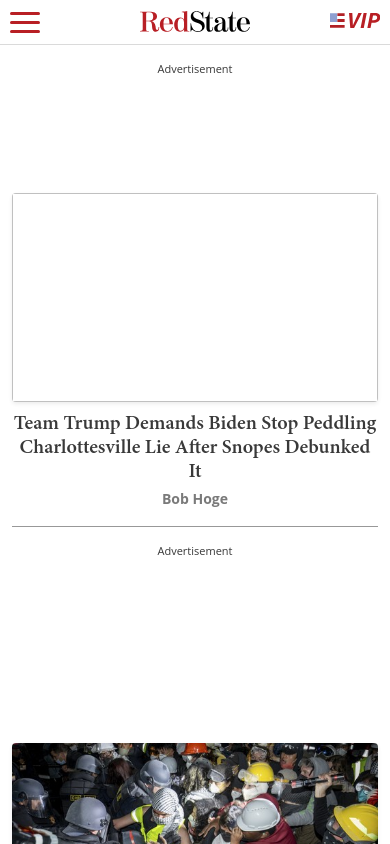 RedState
VIP
Advertisement
Team Trump Demands Biden Stop Peddling
Charlottesville Lie After Snopes Debunked
It
Bob Hoge
Advertisement